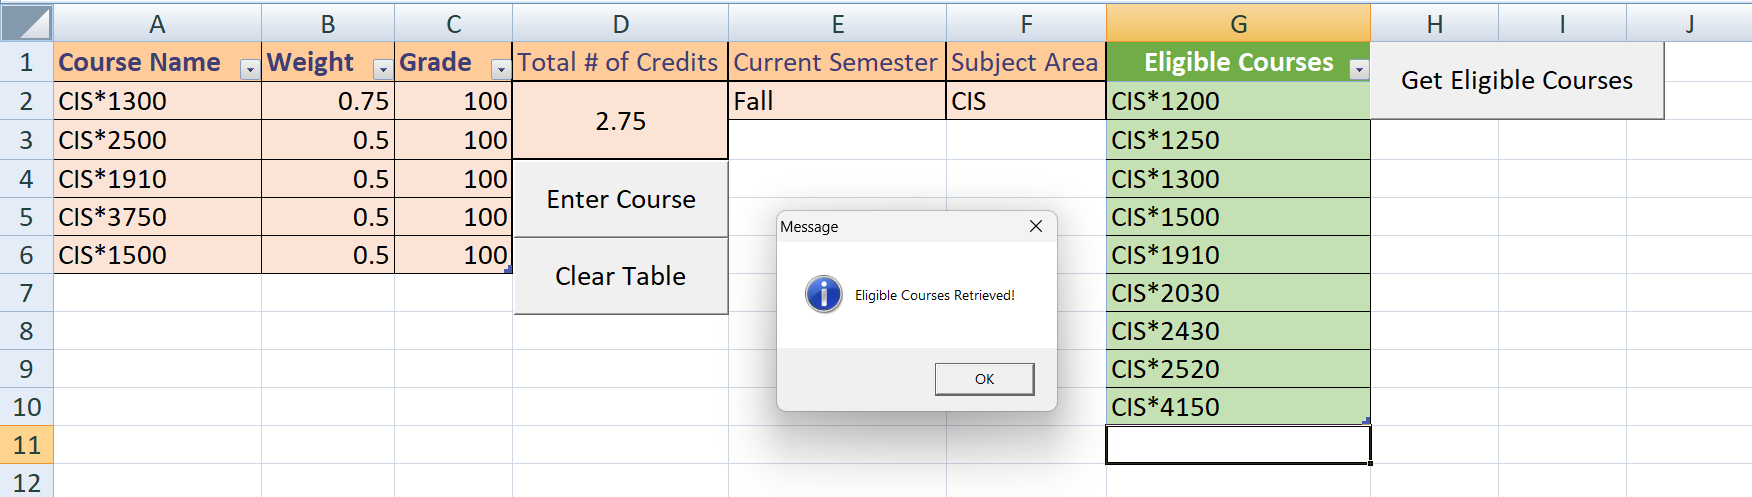 A B C D E F G H I J
1 Course Name Weight Grade Total # of Credits Current Semester Subject Area Eligible Courses Get Eligible Courses
2 CIS*1300 0.75 100 2.75 Fall CIS CIS*1200
3 CIS*2500 0.5 100 CIS*1250
4 CIS*1910 0.5 100 Enter Course CIS*1300
5 CIS*3750 0.5 100 Message CIS*1500
6 CIS*1500 0.5 100 Clear Table CIS*1910
7 Eligible Courses Retrieved! CIS*2030
8 CIS*2430
9 OK CIS*2520
10 CIS*4150
11
12